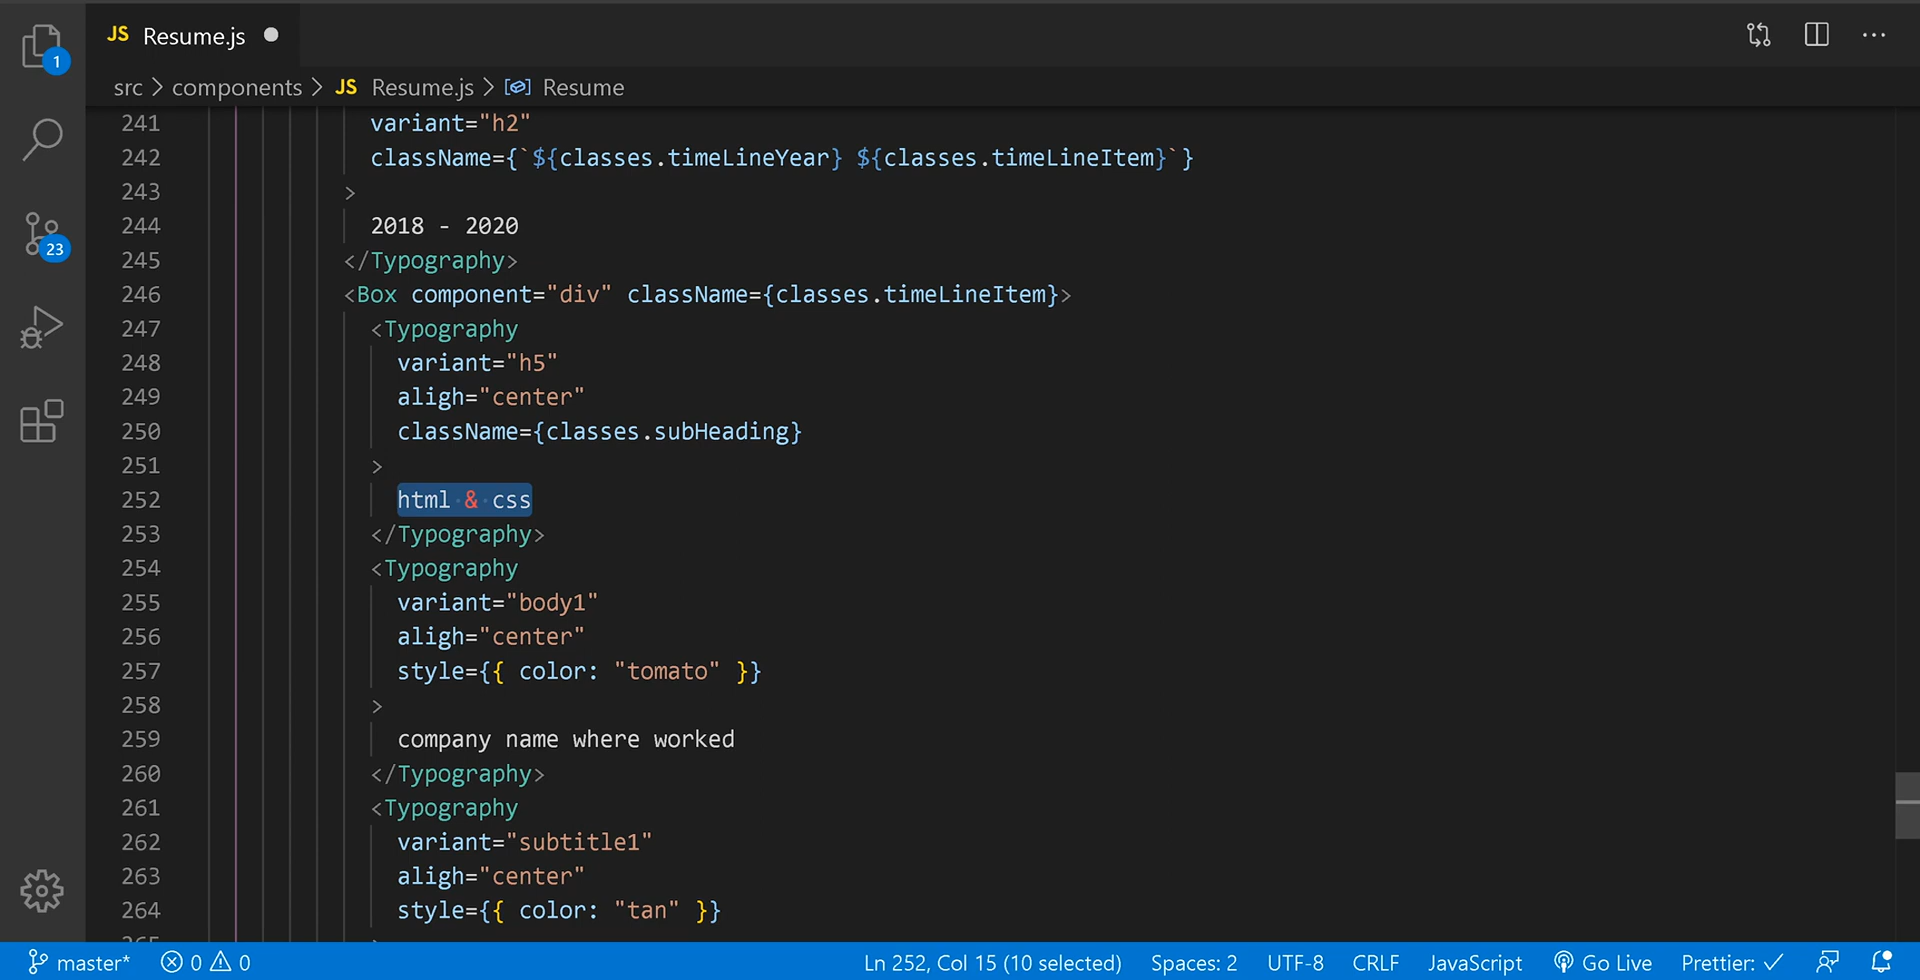 JS Resume.js
1
src > components > JS Resume.js > Resume
241 variant="h2"
242 className={`${classes.timeLineYear} ${classes.timeLineItem}`}
243 >
244 2018 - 2020
245 </Typography>
246 <Box component="div" className={classes.timeLineItem}>
247 <Typography
248 variant="h5"
249 aligh="center"
250 className={classes.subHeading}
251 >
252 html & css
253 </Typography>
254 <Typography
255 variant="body1"
256 aligh="center"
257 style={{ color: "tomato" }}
258 >
259 company name where worked
260 </Typography>
261 <Typography
262 variant="subtitle1"
263 aligh="center"
264 style={{ color: "tan" }}
23
master* 0 0 Ln 252, Col 15 (10 selected) Spaces: 2 UTF-8 CRLF JavaScript Go Live Prettier: ✓